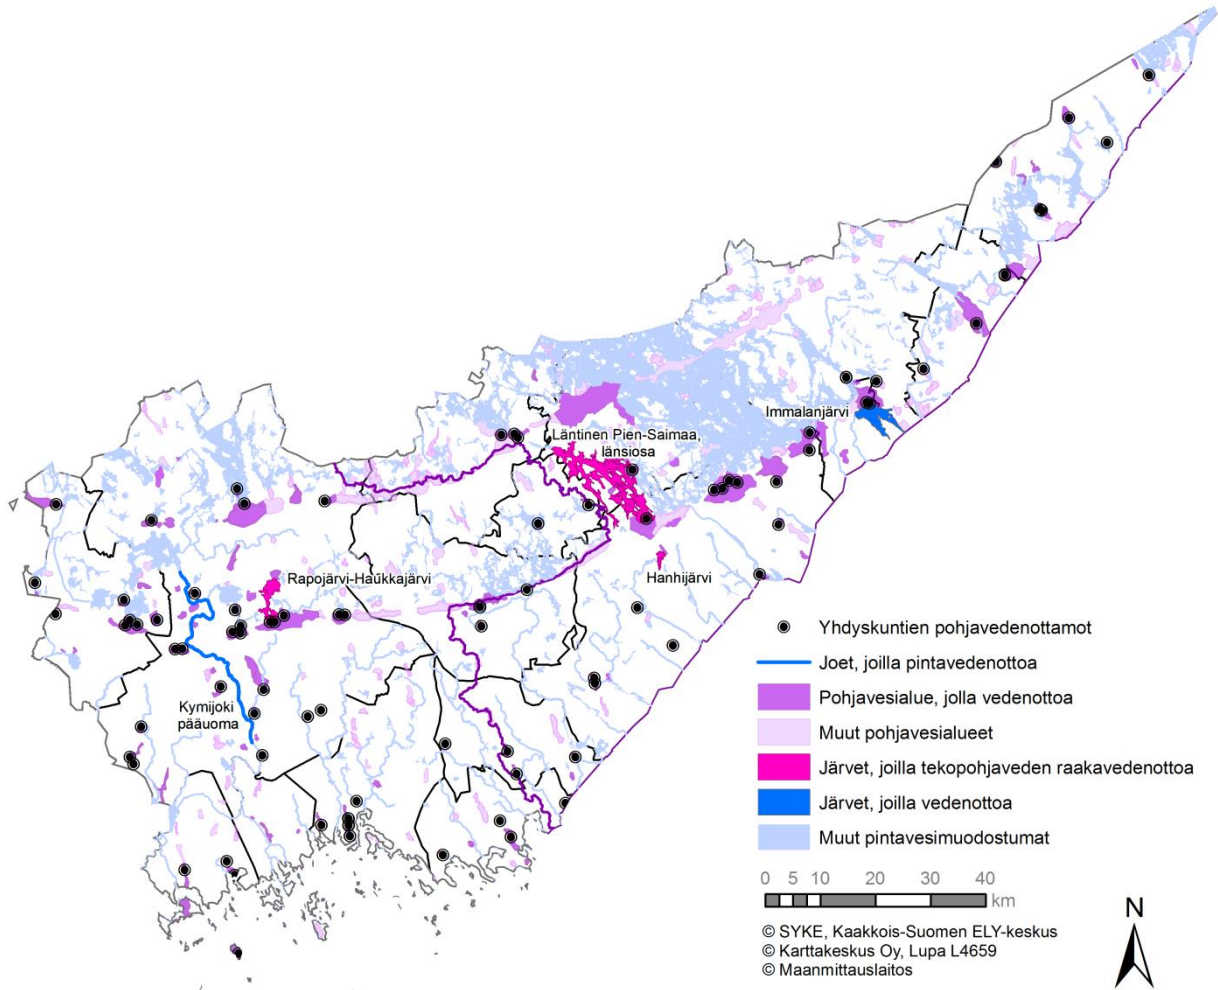 Immalanjärvi
Läntinen Pien-Saimaa,
länsiosa
Rapojärvi-Haukkajärvi
Hanhijärvi
Kymijoki
pääuoma
Yhdyskuntien pohjavedenottamot
Joet, joilla pintavedenottoa
Pohjavesialue, jolla vedenottoa
Muut pohjavesialueet
Järvet, joilla tekopohjaveden raakavedenottoa
Järvet, joilla vedenottoa
Muut pintavesimuodostumat
0 5 10 20 30 40
km
© SYKE, Kaakkois-Suomen ELY-keskus
© Karttakeskus Oy, Lupa L4659
© Maanmittauslaitos
N